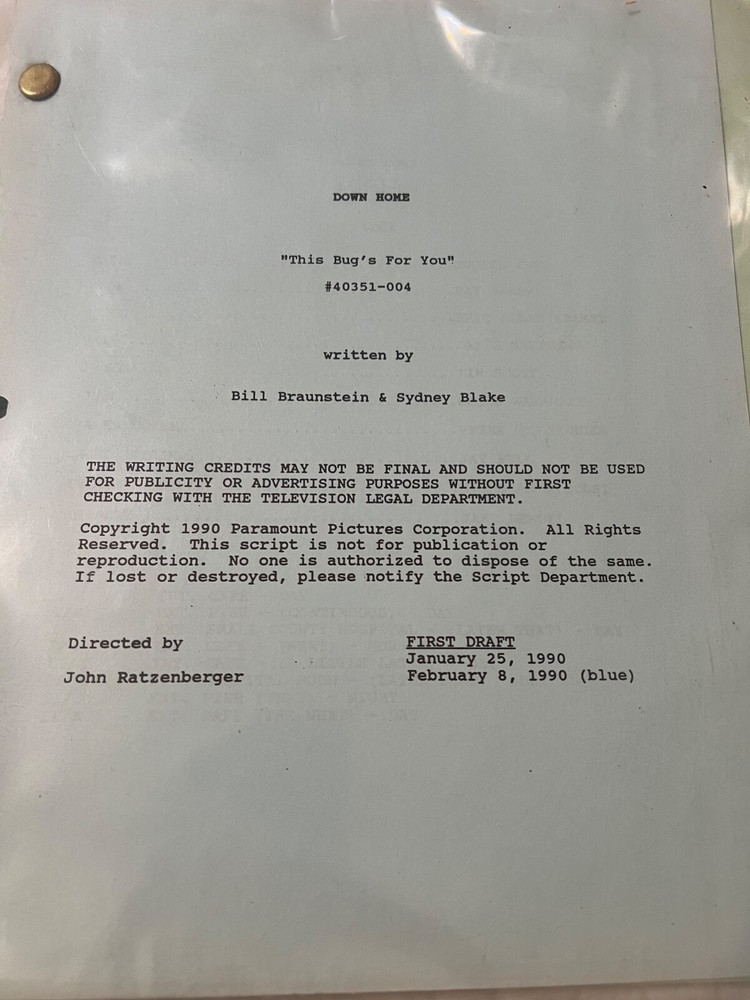 DOWN HOME
"This Bug's For You"
#40351-004
written by
Bill Braunstein & Sydney Blake
THE WRITING CREDITS MAY NOT BE FINAL AND SHOULD NOT BE USED
FOR PUBLICITY OR ADVERTISING PURPOSES WITHOUT FIRST
CHECKING WITH THE TELEVISION LEGAL DEPARTMENT.
Copyright 1990 Paramount Pictures Corporation. All Rights
Reserved. This script is not for publication or
reproduction. No one is authorized to dispose of the same.
If lost or destroyed, please notify the Script Department.
Directed by
John Ratzenberger
FIRST DRAFT
January 25, 1990
February 8, 1990 (blue)